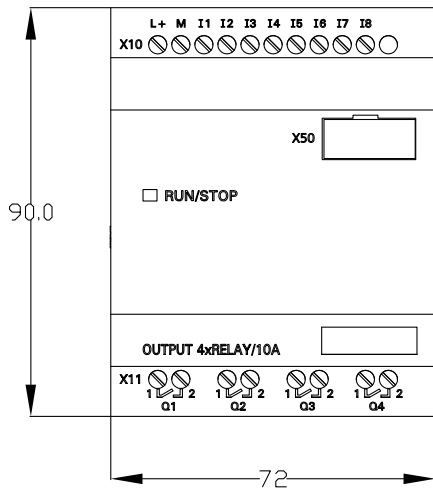 L+ M I1 I2 I3 I4 I5 I6 I7 I8
X10
X50
RUN/STOP
90.0
OUTPUT 4xRELAY/10A
X11
1 2 1 2 1 2 1 2
Q1 Q2 Q3 Q4
72